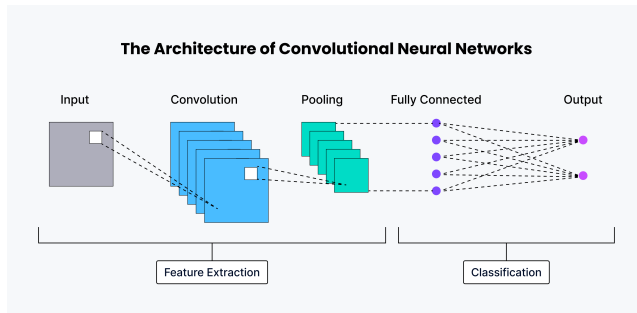 The Architecture of Convolutional Neural Networks
Input
Convolution
Pooling
Fully Connected
Output
Feature Extraction
Classification